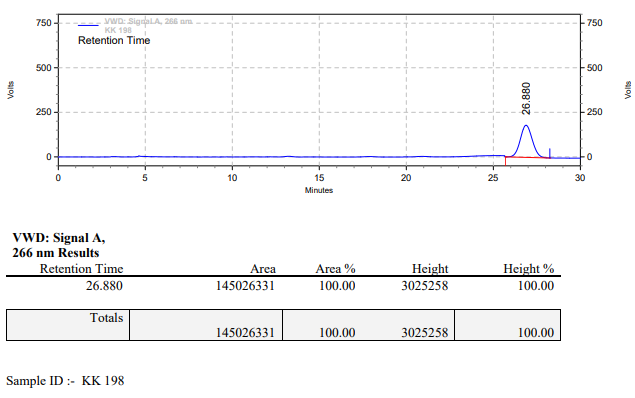 VWD: Signal A, 266 nm
KK 198
Retention Time
750
500
250
0
Volts
26.880
750
500
250
0
Volts
0 5 10 15 20 25 30
Minutes
VWD: Signal A,
266 nm Results
Retention Time Area Area % Height Height %
26.880 145026331 100.00 3025258 100.00
Totals
145026331 100.00 3025258 100.00
Sample ID :- KK 198